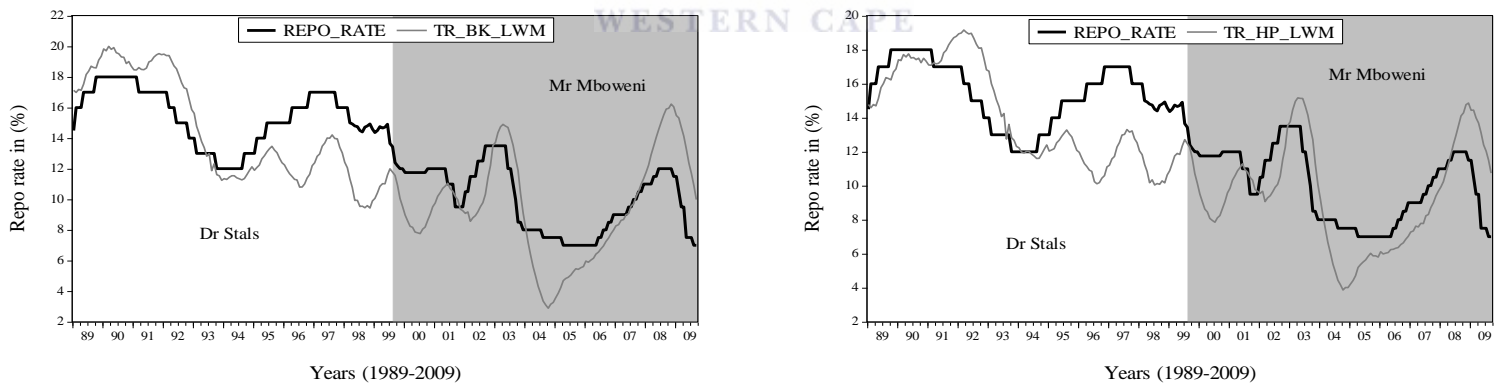 WESTERN CAPE
REPO_RATE TR_BK_LWM
22
20
18
16
14
12
10
8
6
4
2
Repo rate in (%)
Mr Mboweni
Dr Stals
89 90 91 92 93 94 95 96 97 98 99 00 01 02 03 04 05 06 07 08 09
Years (1989-2009)
REPO_RATE TR_HP_LWM
20
18
16
14
12
10
8
6
4
2
Repo rate in (%)
Mr Mboweni
Dr Stals
89 90 91 92 93 94 95 96 97 98 99 00 01 02 03 04 05 06 07 08 09
Years (1989-2009)